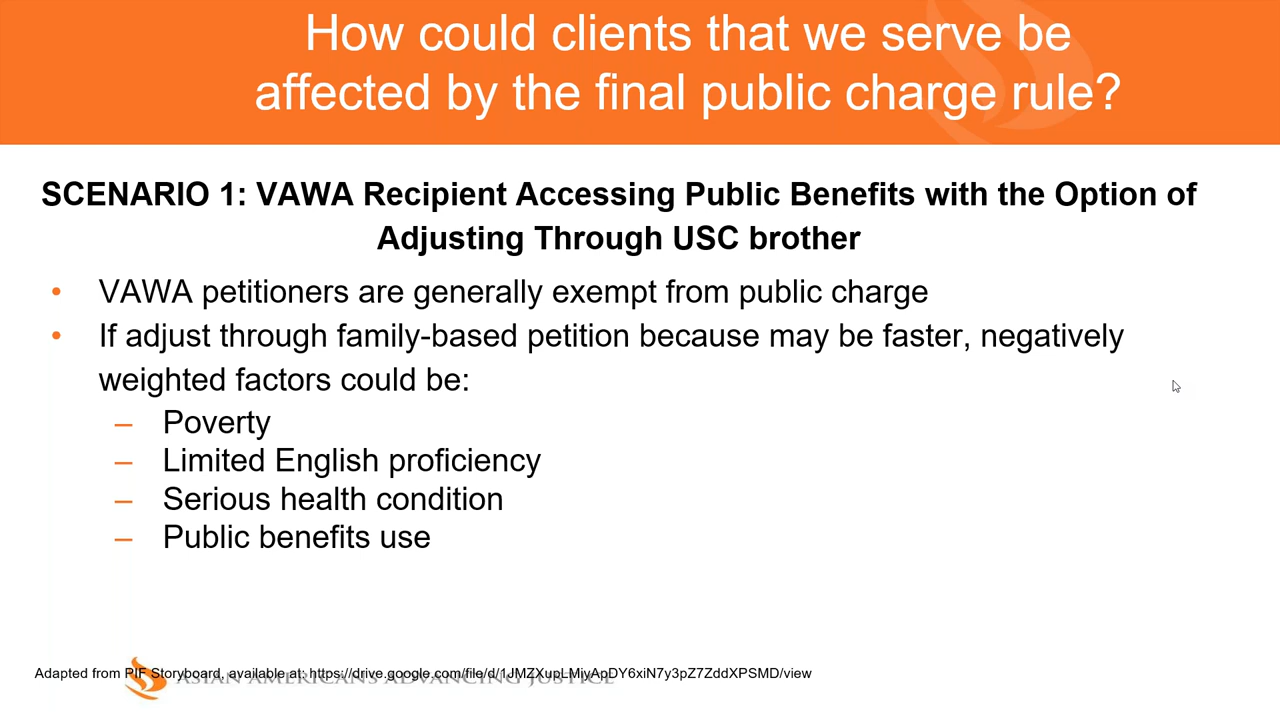 How could clients that we serve be
affected by the final public charge rule?
SCENARIO 1: VAWA Recipient Accessing Public Benefits with the Option of
Adjusting Through USC brother
• VAWA petitioners are generally exempt from public charge
• If adjust through family-based petition because may be faster, negatively
weighted factors could be:
– Poverty
– Limited English proficiency
– Serious health condition
– Public benefits use
Adapted from PIF Storyboard, available at: https://drive.google.com/file/d/1JMZXupLMjyApDY6xiN7y3pZ7ZddXPSMD/view
ASIAN AMERICANS ADVANCING JUSTICE